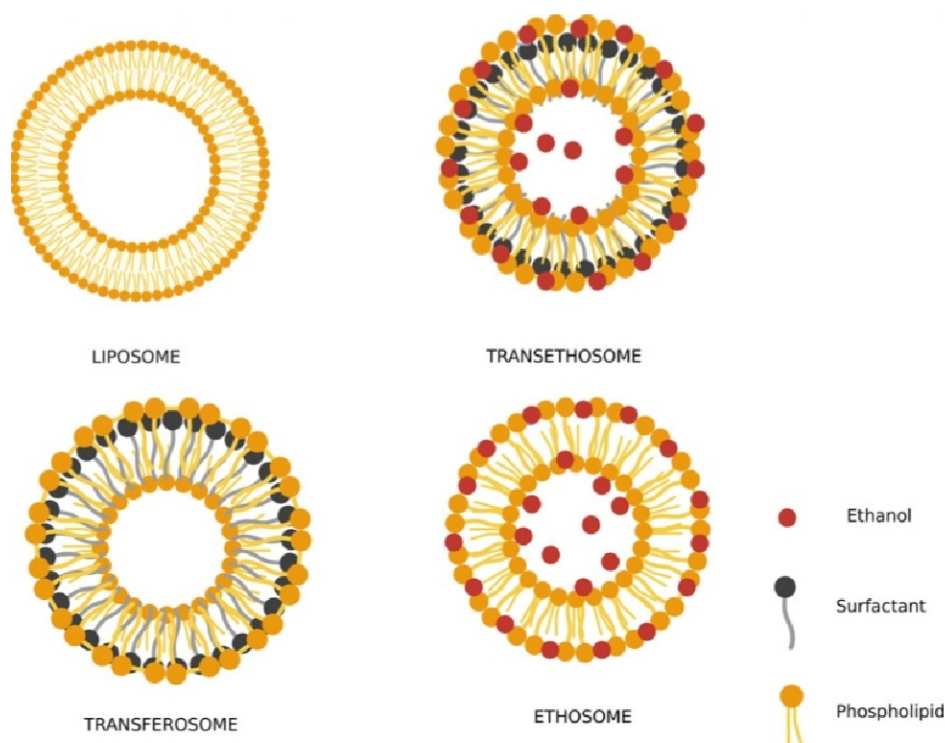 LIPOSOME
TRANSETHOSOME
TRANSFEROSOME
ETHOSOME
Ethanol
Surfactant
Phospholipid